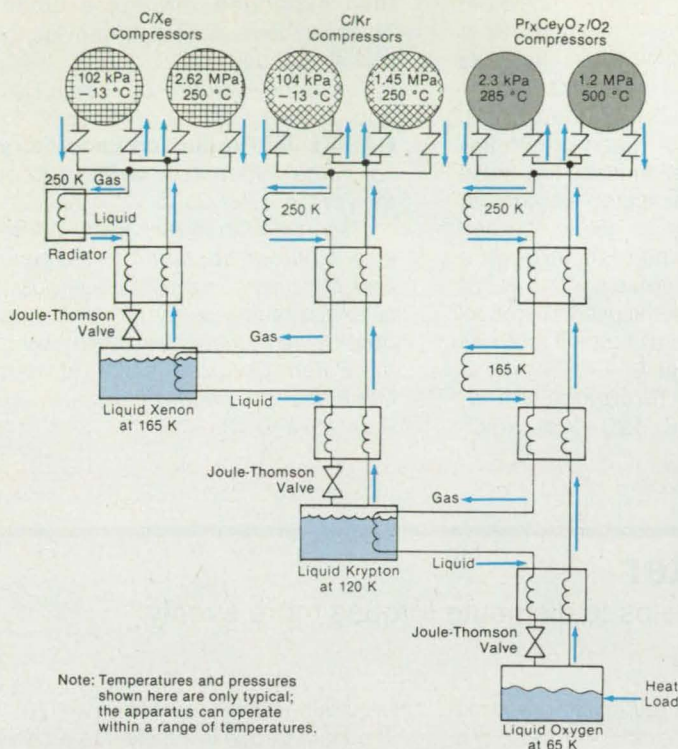 C/Xe
Compressors
C/Kr
Compressors
PrxCeyOz/O2
Compressors
102 kPa
–13 °C
2.62 MPa
250 °C
104 kPa
–13 °C
1.45 MPa
250 °C
2.3 kPa
285 °C
1.2 MPa
500 °C
250 K
Gas
Liquid
Radiator
250 K
250 K
Joule-Thomson
Valve
Gas
165 K
Liquid Xenon
at 165 K
Liquid
Joule-Thomson
Valve
Gas
Liquid Krypton
at 120 K
Liquid
Joule-Thomson
Valve
Note: Temperatures and pressures
shown here are only typical;
the apparatus can operate
within a range of temperatures.
Heat
Load
Liquid Oxygen
at 65 K